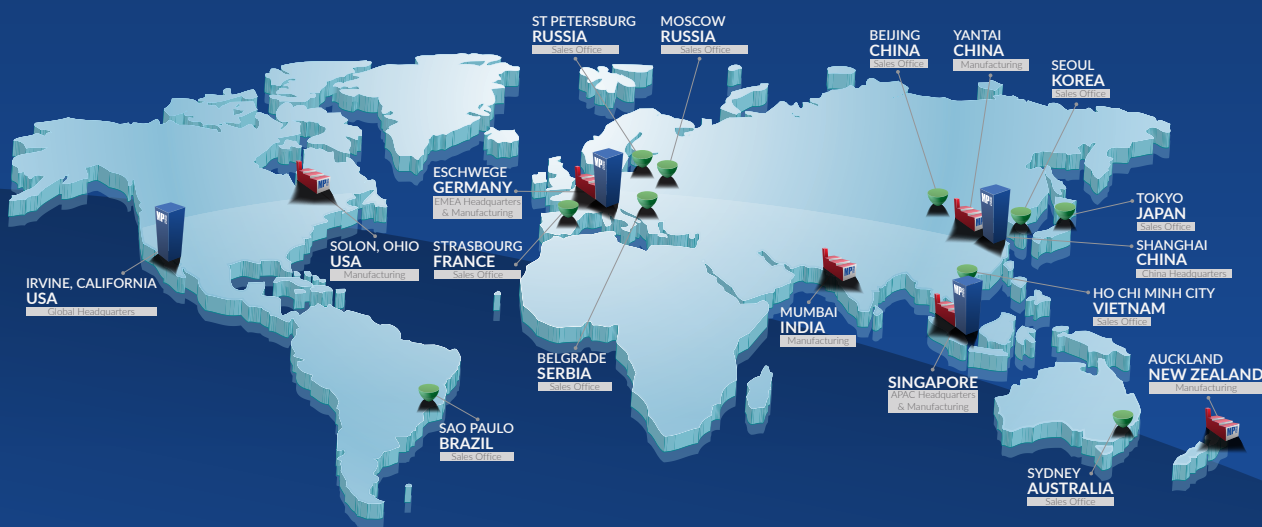 ST PETERSBURG
RUSSIA
Sales Office
MOSCOW
RUSSIA
Sales Office
BEIJING
CHINA
Sales Office
YANTAI
CHINA
Manufacturing
SEOUL
KOREA
Sales Office
ESCHWEGE
GERMANY
EMEA Headquarters
& Manufacturing
TOKYO
JAPAN
Sales Office
SOLON, OHIO
USA
Manufacturing
STRASBOURG
FRANCE
Sales Office
SHANGHAI
CHINA
China Headquarters
IRVINE, CALIFORNIA
USA
Global Headquarters
HO CHI MINH CITY
VIETNAM
Sales Office
MUMBAI
INDIA
Manufacturing
BELGRADE
SERBIA
Sales Office
AUCKLAND
NEW ZEALAND
Manufacturing
SINGAPORE
APAC Headquarters
& Manufacturing
SAO PAULO
BRAZIL
Sales Office
SYDNEY
AUSTRALIA
Sales Office